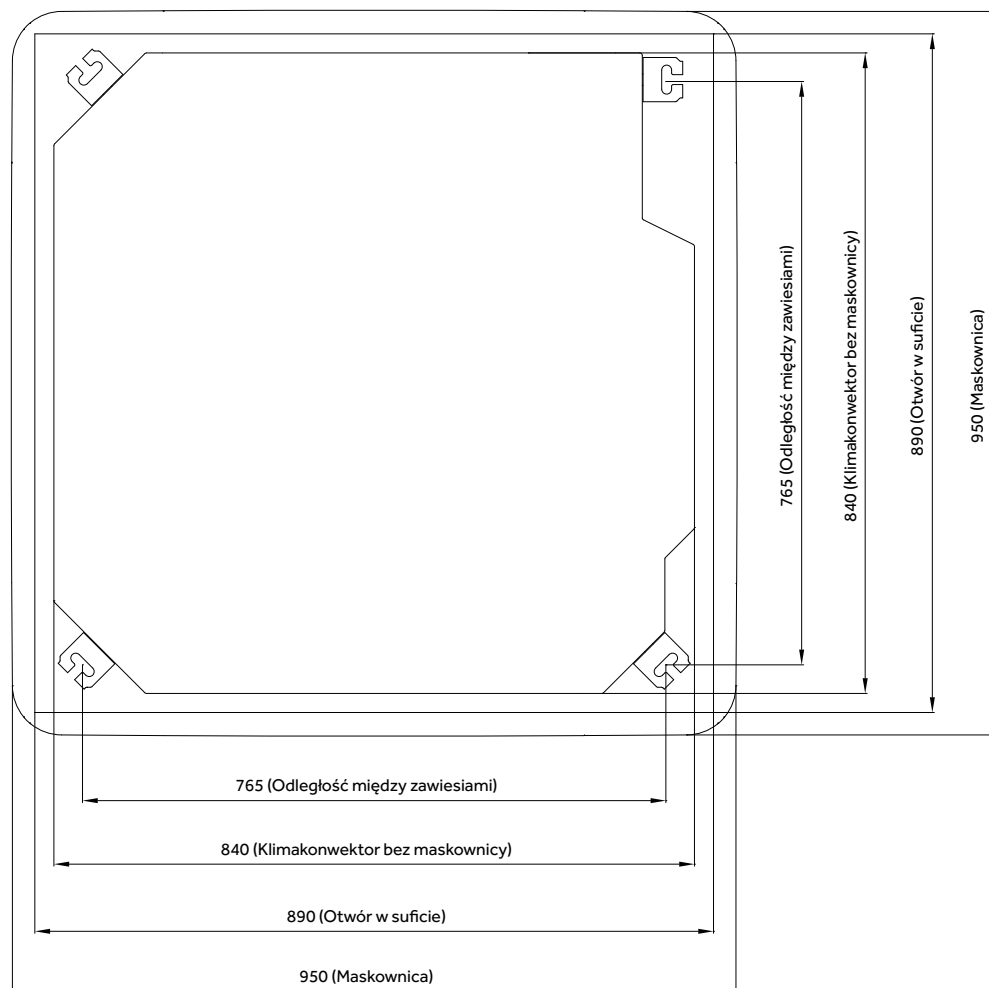 765 (Odległość między zawiesiami)
840 (Klimakonwektor bez maskownicy)
890 (Otwór w suficie)
950 (Maskownica)
765 (Odległość między zawiesiami)
840 (Klimakonwektor bez maskownicy)
890 (Otwór w suficie)
950 (Maskownica)